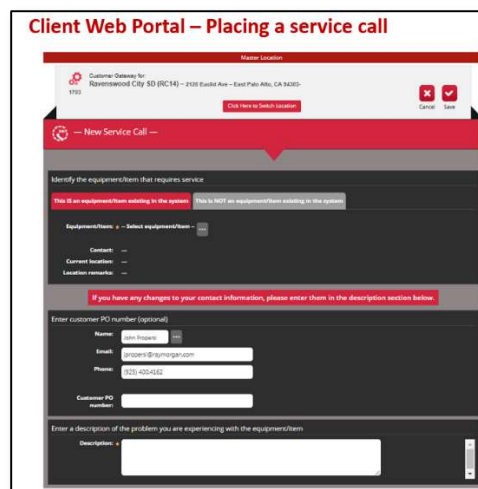 Client Web Portal – Placing a service call
Master Location
Customer Gateway for
Ravenswood City SD (RC14) – 2120 Euclid Ave – East Palo Alto, CA 94303-
1793
Click Here to Switch Location
Cancel Save
— New Service Call —
Identify the equipment/item that requires service
This IS an equipment/item existing in the system This is NOT an equipment/item existing in the system
Equipment/Item: * – Select equipment/item – ...
Contact: —
Current location: —
Location remarks: —
If you have any changes to your contact information, please enter them in the description section below.
Enter customer PO number (optional)
Name: John Propersi ...
Email: jpropersi@raymorgan.com
Phone: (925) 400.4162
Customer PO
number:
Enter a description of the problem you are experiencing with the equipment/item
Description: *